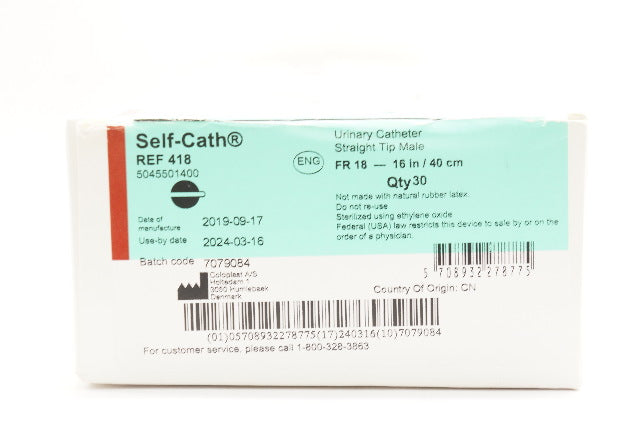 Self-Cath®
REF 418
5045501400
ENG
Urinary Catheter
Straight Tip Male
FR 18 — 16 in / 40 cm
Qty 30
Not made with natural rubber latex.
Do not re-use
Sterilized using ethylene oxide
Federal (USA) law restricts this device to sale by or on the
order of a physician.
Date of
manufacture 2019-09-17
Use-by date 2024-03-16
Batch code 7079084
Coloplast A/S
Holtedam 1
3050 Humlebaek
Denmark
5 708932 278775
Country Of Origin: CN
(01)05708932278775(17)240316(10)7079084
For customer service, please call 1-800-328-3863